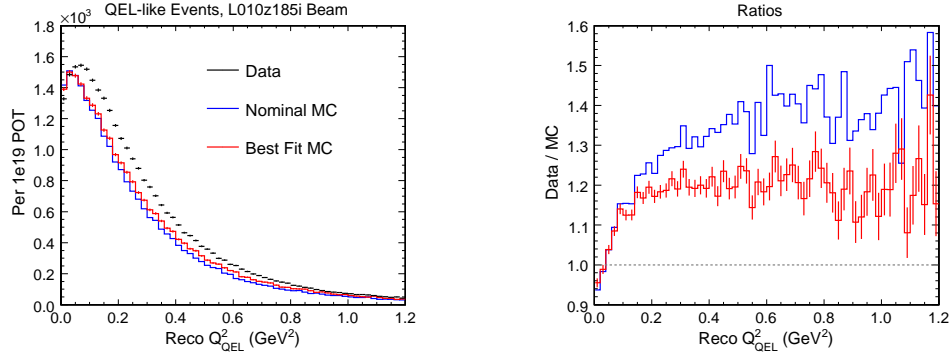 QEL-like Events, L010z185i Beam
×10³
Per 1e19 POT
1.8
1.6
1.4
1.2
1.0
0.8
0.6
0.4
0.2
0.0
Data
Nominal MC
Best Fit MC
0.0 0.2 0.4 0.6 0.8 1.0 1.2
Reco Q²QEL (GeV²)
Ratios
Data / MC
1.6
1.5
1.4
1.3
1.2
1.1
1.0
0.9
0.0 0.2 0.4 0.6 0.8 1.0 1.2
Reco Q²QEL (GeV²)